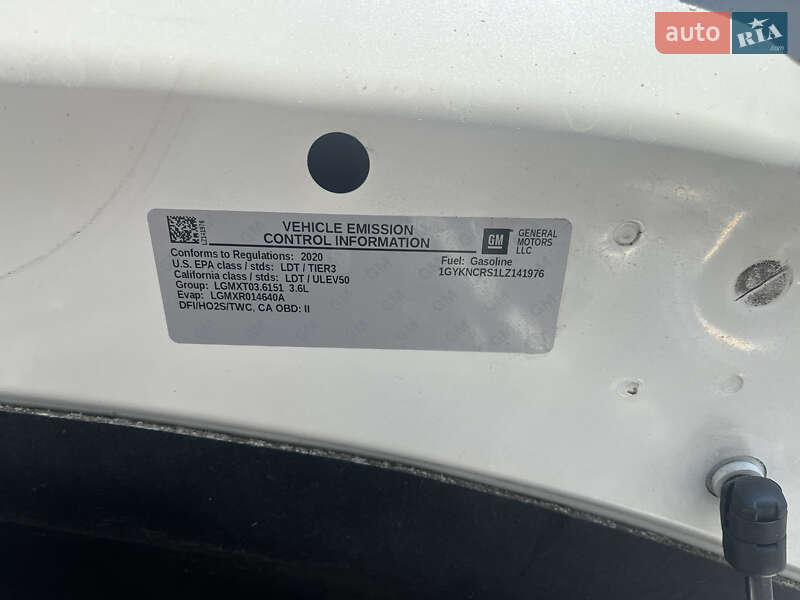 auto RIA.com
LZ141976
VEHICLE EMISSION
CONTROL INFORMATION
GM
GENERAL
MOTORS
LLC
Conforms to Regulations: 2020
U.S. EPA class / stds: LDT / TIER3
California class / stds: LDT / ULEV50
Group: LGMXT03.6151 3.6L
Evap: LGMXR014640A
DFI/HO2S/TWC, CA OBD: II
Fuel: Gasoline
1GYKNCRS1LZ141976